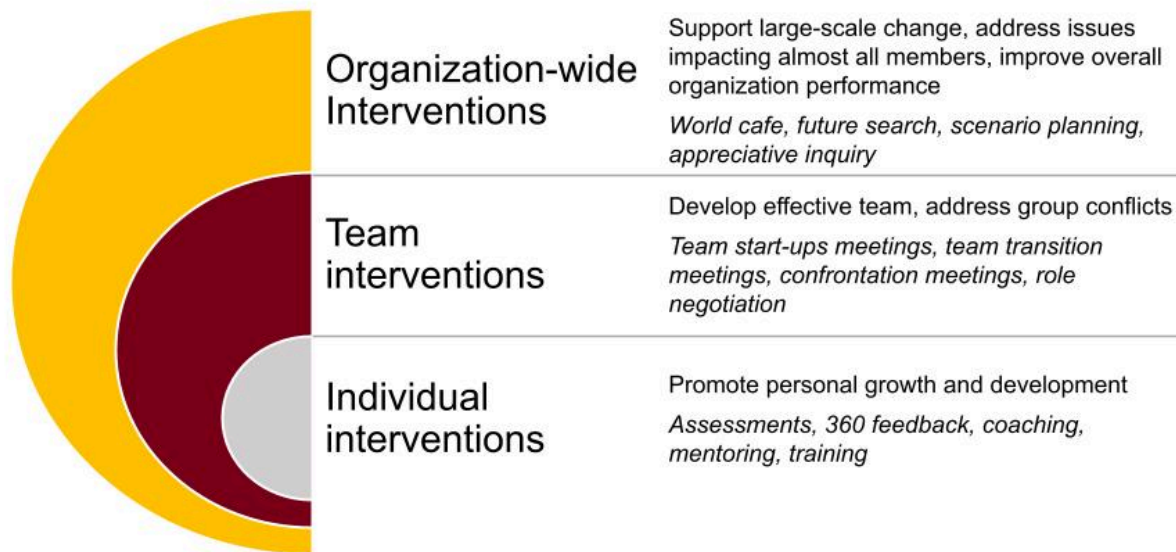 Organization-wide
Interventions
Support large-scale change, address issues
impacting almost all members, improve overall
organization performance
World cafe, future search, scenario planning,
appreciative inquiry
Team
interventions
Develop effective team, address group conflicts
Team start-ups meetings, team transition
meetings, confrontation meetings, role
negotiation
Individual
interventions
Promote personal growth and development
Assessments, 360 feedback, coaching,
mentoring, training